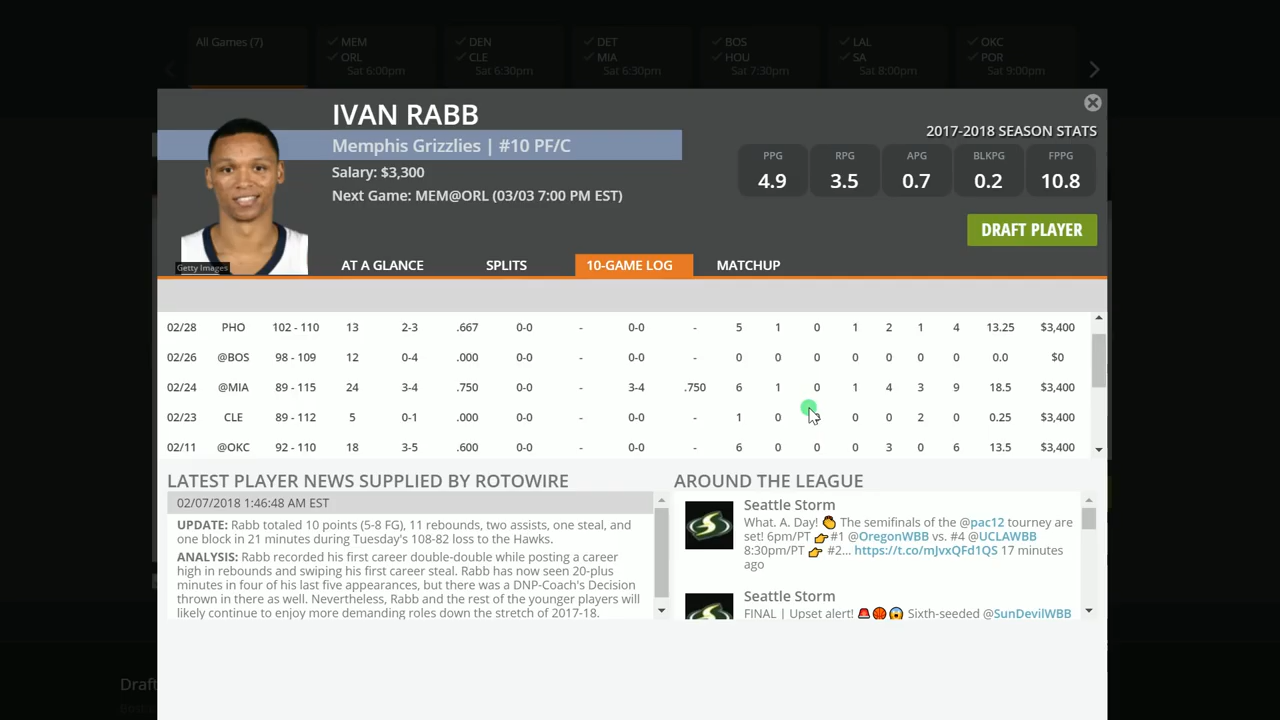 All Games (7)
MEM
ORL
Sat 6:00pm
DEN
CLE
Sat 6:30pm
DET
MIA
Sat 6:30pm
BOS
HOU
Sat 7:30pm
LAL
SA
Sat 8:00pm
OKC
POR
Sat 9:00pm
IVAN RABB
Memphis Grizzlies | #10 PF/C
Salary: $3,300
Next Game: MEM@ORL (03/03 7:00 PM EST)
Getty Images
2017-2018 SEASON STATS
PPG RPG APG BLKPG FPPG
4.9 3.5 0.7 0.2 10.8
DRAFT PLAYER
AT A GLANCE SPLITS 10-GAME LOG MATCHUP
02/28 PHO 102 - 110 13 2-3 .667 0-0 - 0-0 - 5 1 0 1 2 1 4 13.25 $3,400
02/26 @BOS 98 - 109 12 0-4 .000 0-0 - 0-0 - 0 0 0 0 0 0 0 0.0 $0
02/24 @MIA 89 - 115 24 3-4 .750 0-0 - 3-4 .750 6 1 0 1 4 3 9 18.5 $3,400
02/23 CLE 89 - 112 5 0-1 .000 0-0 - 0-0 - 1 0 0 0 2 0 0.25 $3,400
02/11 @OKC 92 - 110 18 3-5 .600 0-0 - 0-0 - 6 0 0 0 3 0 6 13.5 $3,400
LATEST PLAYER NEWS SUPPLIED BY ROTOWIRE
02/07/2018 1:46:48 AM EST
UPDATE: Rabb totaled 10 points (5-8 FG), 11 rebounds, two assists, one steal, and
one block in 21 minutes during Tuesday's 108-82 loss to the Hawks.
ANALYSIS: Rabb recorded his first career double-double while posting a career
high in rebounds and swiping his first career steal. Rabb has now seen 20-plus
minutes in four of his last five appearances, but there was a DNP-Coach's Decision
thrown in there as well. Nevertheless, Rabb and the rest of the younger players will
likely continue to enjoy more demanding roles down the stretch of 2017-18.
AROUND THE LEAGUE
Seattle Storm
What. A. Day! 👏 The semifinals of the @pac12 tourney are
set! 6pm/PT 👉 #1 @OregonWBB vs. #4 @UCLAWBB
8:30pm/PT 👉 #2... https://t.co/mJvxQFd1QS 17 minutes
ago
Seattle Storm
FINAL | Upset alert! 🚨🏀😱 Sixth-seeded @SunDevilWBB
Draft